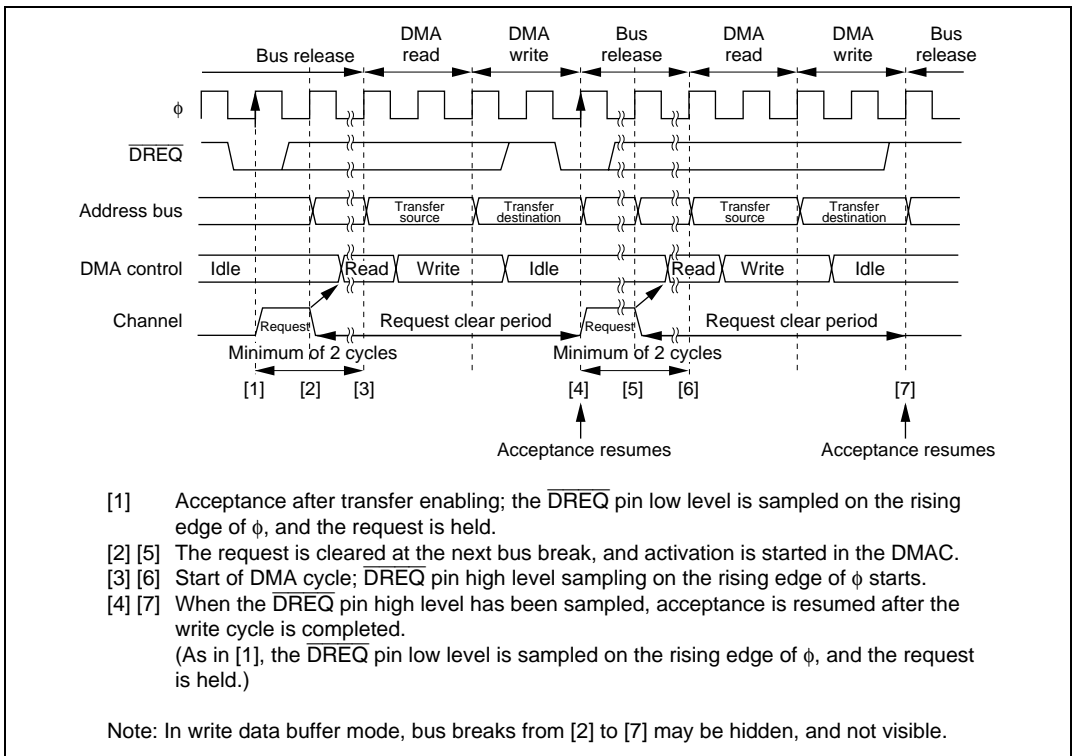 Bus release DMA read DMA write Bus release DMA read DMA write Bus release
φ
DREQ
Address bus Transfer source Transfer destination Transfer source Transfer destination
DMA control Idle Read Write Idle Read Write Idle
Channel Request Request clear period Request Request clear period
Minimum of 2 cycles Minimum of 2 cycles
[1] [2] [3] [4] [5] [6] [7]
Acceptance resumes Acceptance resumes
[1] Acceptance after transfer enabling; the DREQ pin low level is sampled on the rising
edge of φ, and the request is held.
[2] [5] The request is cleared at the next bus break, and activation is started in the DMAC.
[3] [6] Start of DMA cycle; DREQ pin high level sampling on the rising edge of φ starts.
[4] [7] When the DREQ pin high level has been sampled, acceptance is resumed after the
write cycle is completed.
(As in [1], the DREQ pin low level is sampled on the rising edge of φ, and the request
is held.)
Note: In write data buffer mode, bus breaks from [2] to [7] may be hidden, and not visible.